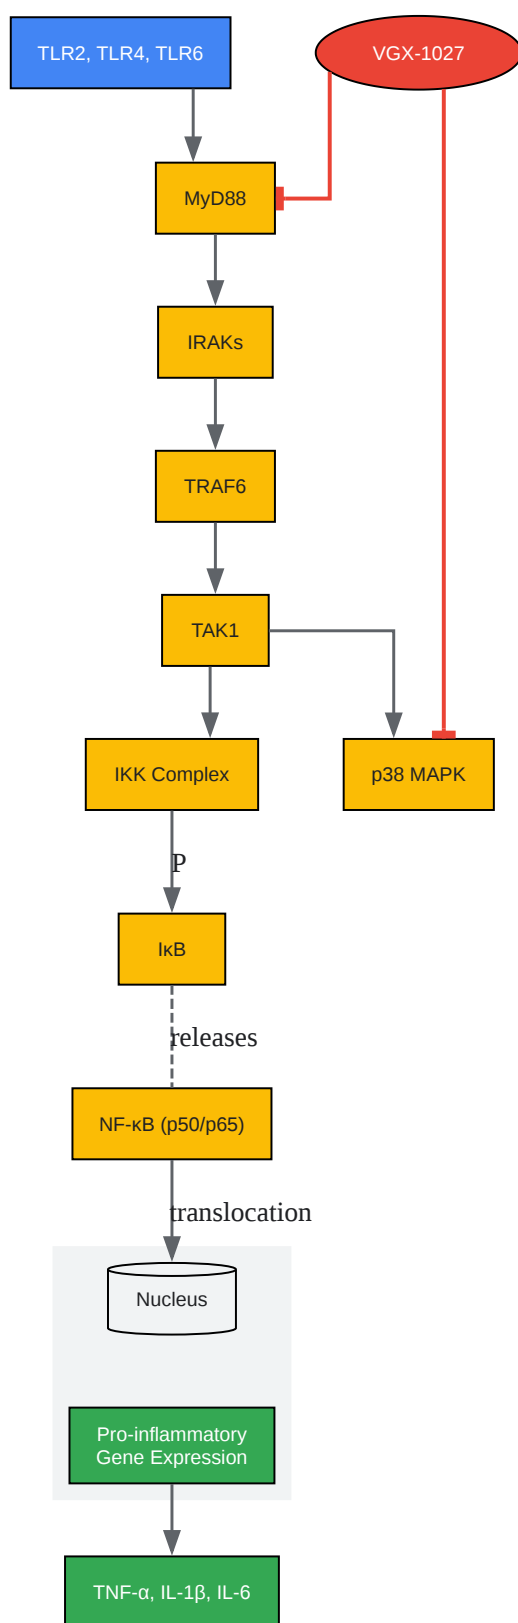 TLR2, TLR4, TLR6
VGX-1027
MyD88
IRAKs
TRAF6
TAK1
IKK Complex
p38 MAPK
P
IκB
releases
NF-κB (p50/p65)
translocation
Nucleus
Pro-inflammatory
Gene Expression
TNF-α, IL-1β, IL-6